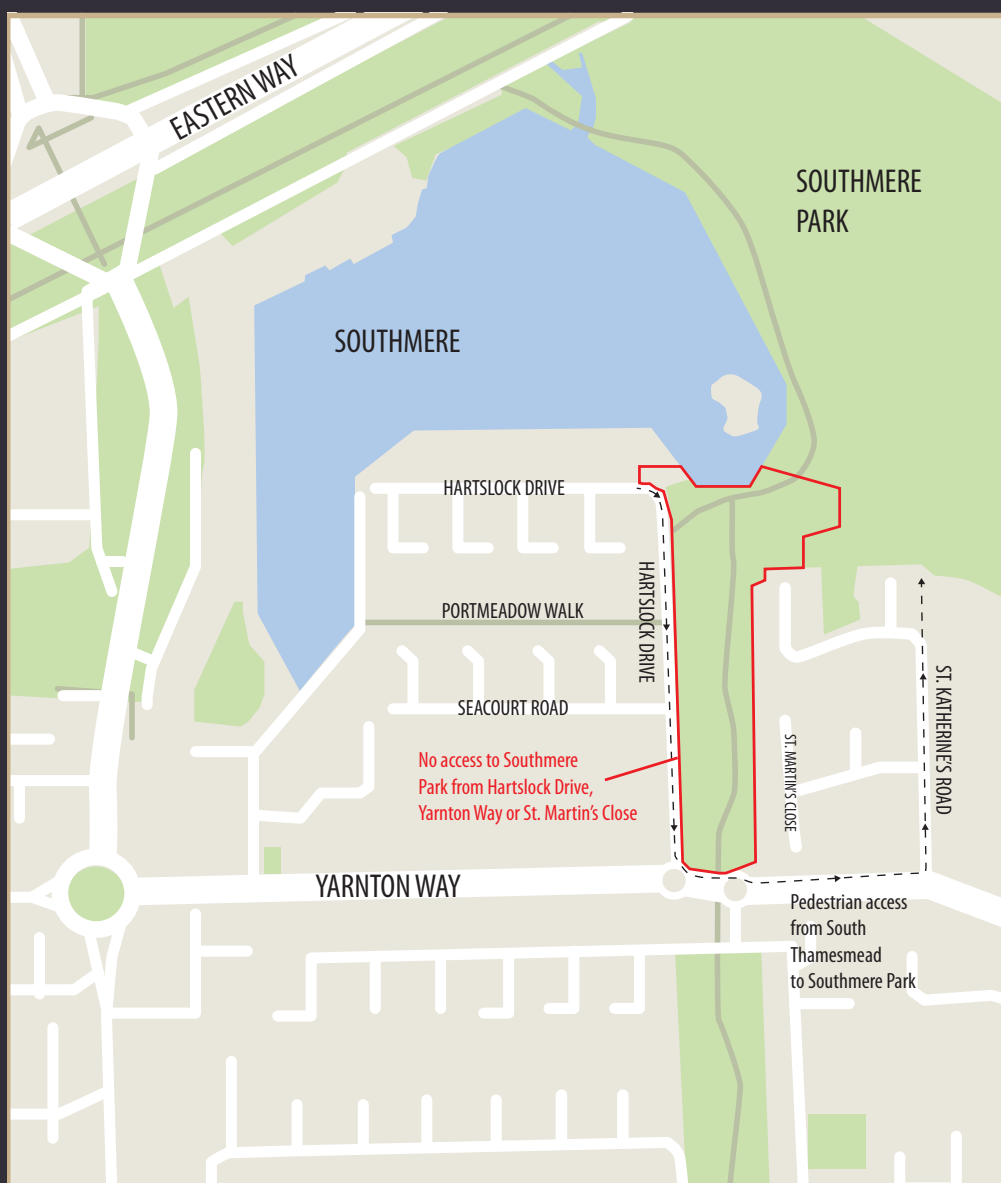 EASTERN WAY
SOUTHMERE
PARK
SOUTHMERE
HARTSLOCK DRIVE
HARTSLOCK DRIVE
PORTMEADOW WALK
SEACOURT ROAD
ST. KATHERINE'S ROAD
ST. MARTIN'S CLOSE
No access to Southmere
Park from Hartslock Drive,
Yarnton Way or St. Martin's Close
YARNTON WAY
Pedestrian access
from South
Thamesmead
to Southmere Park